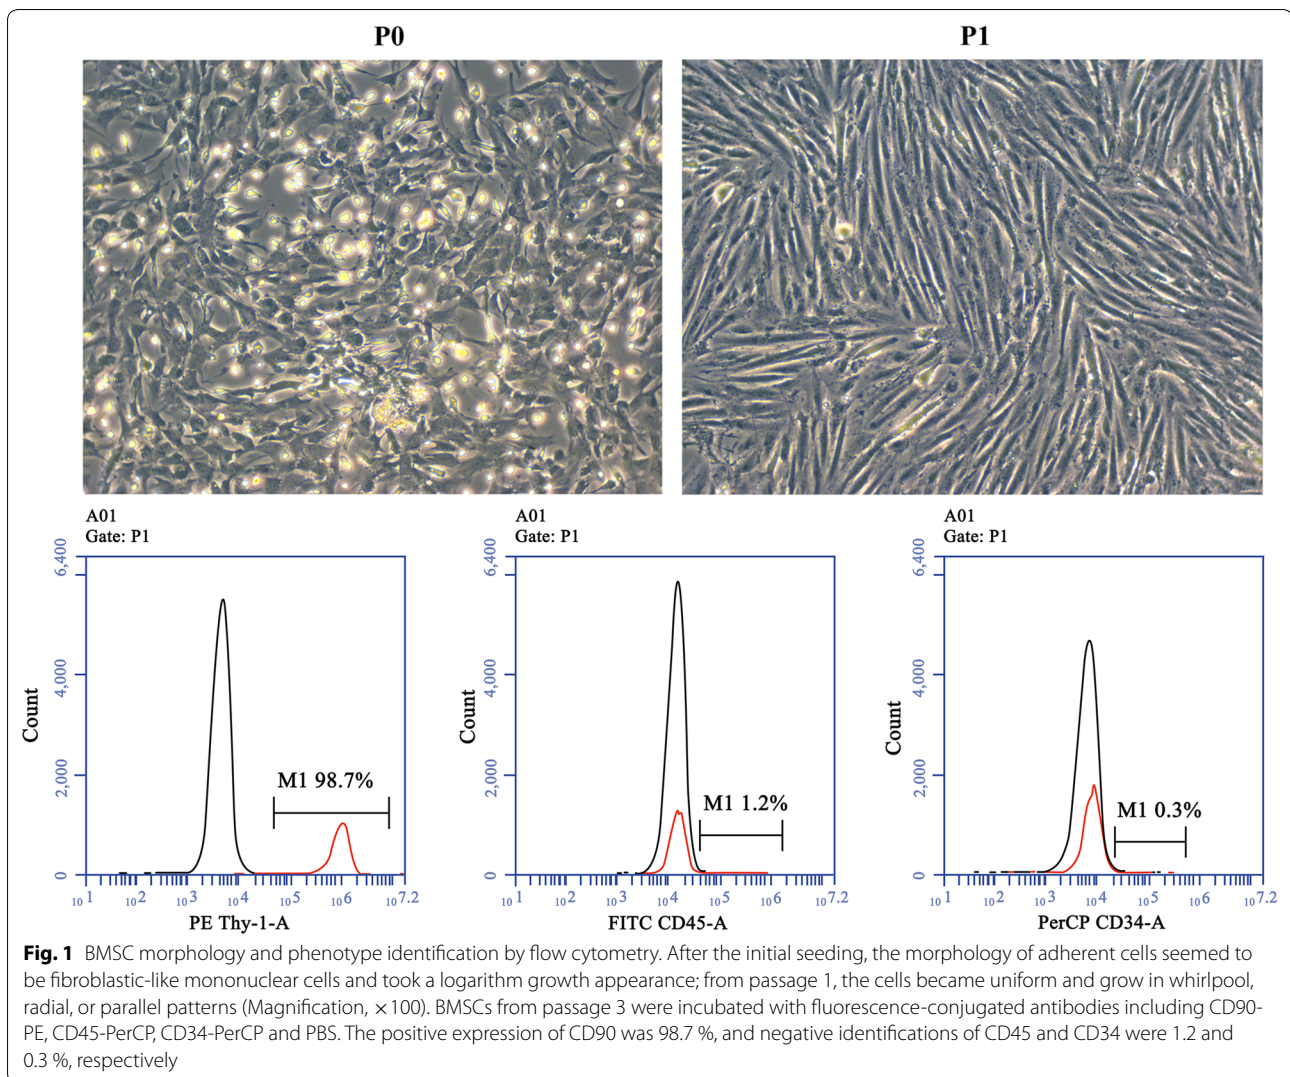 P0
P1
A01
Gate: P1
6,400
4,000
2,000
0
Count
M1 98.7%
10 1
10 2
10 3
10 4
10 5
10 6
10 7.2
PE Thy-1-A
A01
Gate: P1
6,400
4,000
2,000
0
Count
M1 1.2%
10 1
10 2
10 3
10 4
10 5
10 6
10 7.2
FITC CD45-A
A01
Gate: P1
6,400
4,000
2,000
0
Count
M1 0.3%
10 1
10 2
10 3
10 4
10 5
10 6
10 7.2
PerCP CD34-A
Fig. 1 BMSC morphology and phenotype identification by flow cytometry. After the initial seeding, the morphology of adherent cells seemed to
be fibroblastic-like mononuclear cells and took a logarithm growth appearance; from passage 1, the cells became uniform and grow in whirlpool,
radial, or parallel patterns (Magnification, ×100). BMSCs from passage 3 were incubated with fluorescence-conjugated antibodies including CD90-
PE, CD45-PerCP, CD34-PerCP and PBS. The positive expression of CD90 was 98.7 %, and negative identifications of CD45 and CD34 were 1.2 and
0.3 %, respectively